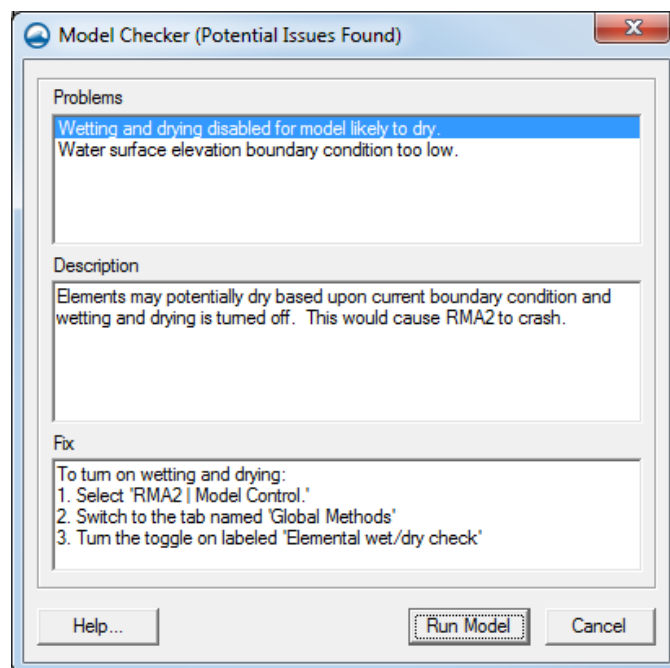 Model Checker (Potential Issues Found)
Problems
Wetting and drying disabled for model likely to dry.
Water surface elevation boundary condition too low.
Description
Elements may potentially dry based upon current boundary condition and
wetting and drying is turned off.  This would cause RMA2 to crash.
Fix
To turn on wetting and drying:
1. Select 'RMA2 | Model Control.'
2. Switch to the tab named 'Global Methods'
3. Turn the toggle on labeled 'Elemental wet/dry check'
Help...
Run Model
Cancel